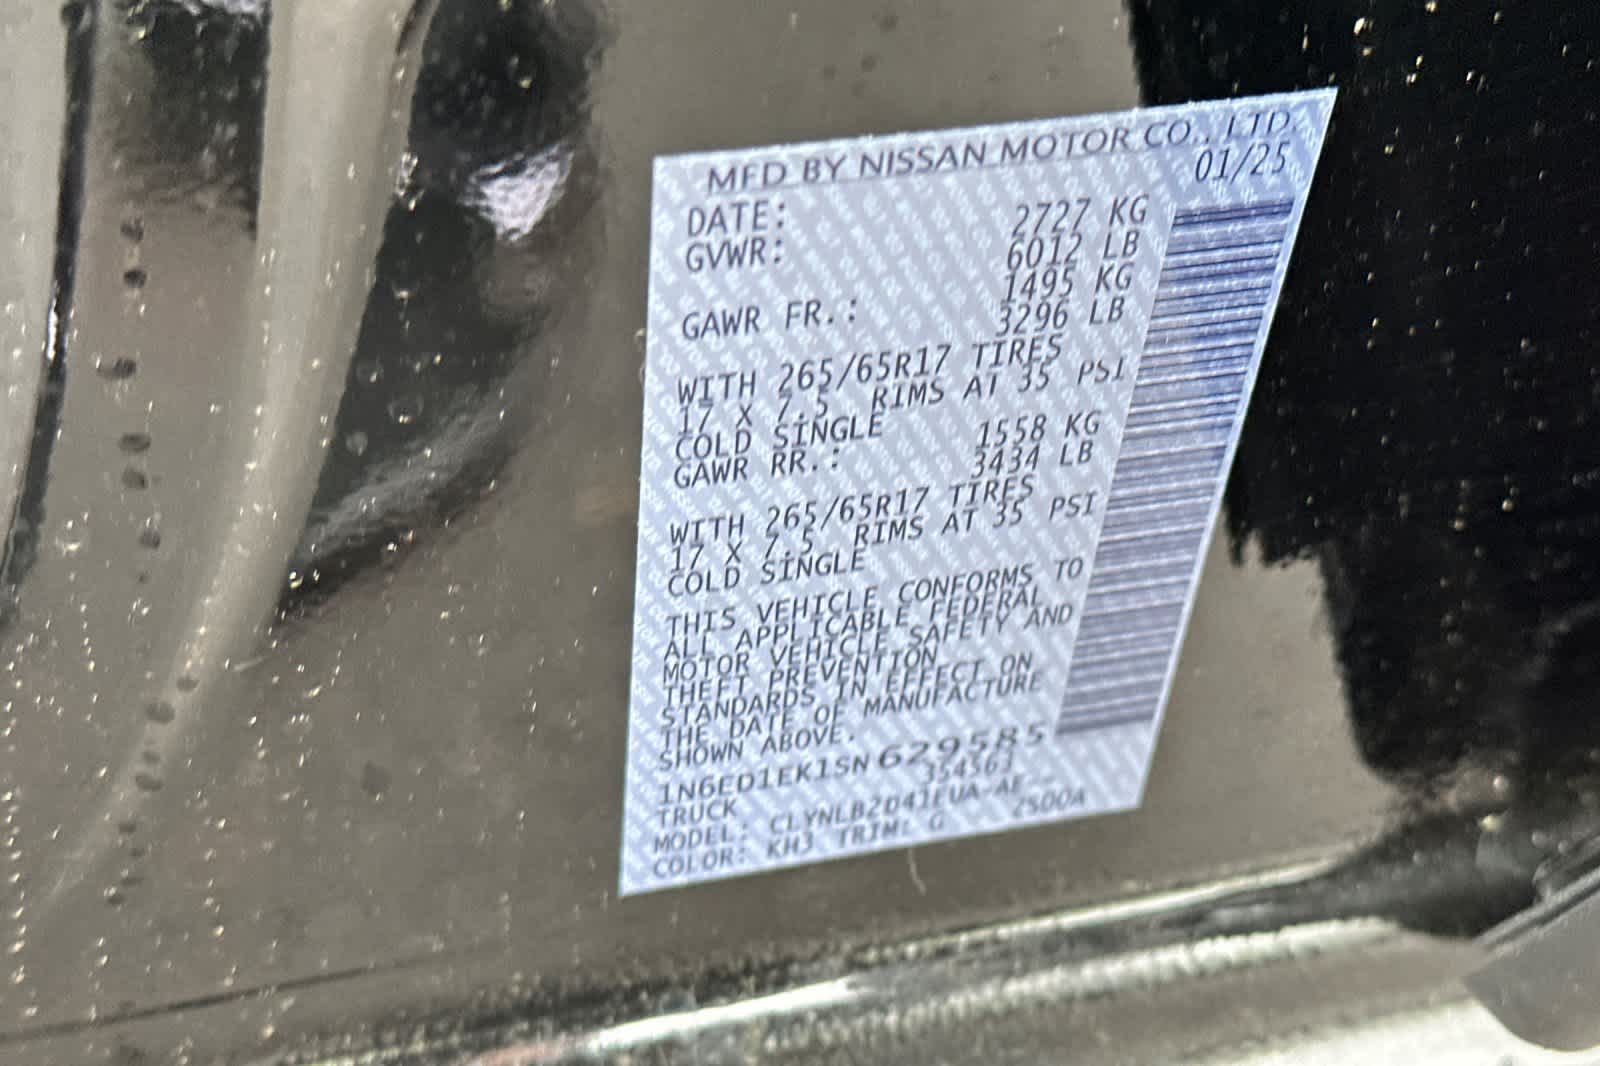 MFD BY NISSAN MOTOR CO., LTD.
DATE: 01/25
GVWR: 2727 KG
6012 LB
GAWR FR.: 1495 KG
3296 LB
WITH 265/65R17 TIRES
17 X 7.5 RIMS AT 35 PSI
COLD SINGLE
GAWR RR.: 1558 KG
3434 LB
WITH 265/65R17 TIRES
17 X 7.5 RIMS AT 35 PSI
COLD SINGLE
THIS VEHICLE CONFORMS TO
ALL APPLICABLE FEDERAL
MOTOR VEHICLE SAFETY AND
THEFT PREVENTION
STANDARDS IN EFFECT ON
THE DATE OF MANUFACTURE
SHOWN ABOVE.
1N6ED1EK1SN629585
TRUCK 354563
MODEL: CLYNLB2D41EUA-AE--
COLOR: KH3 TRIM: G 2500A